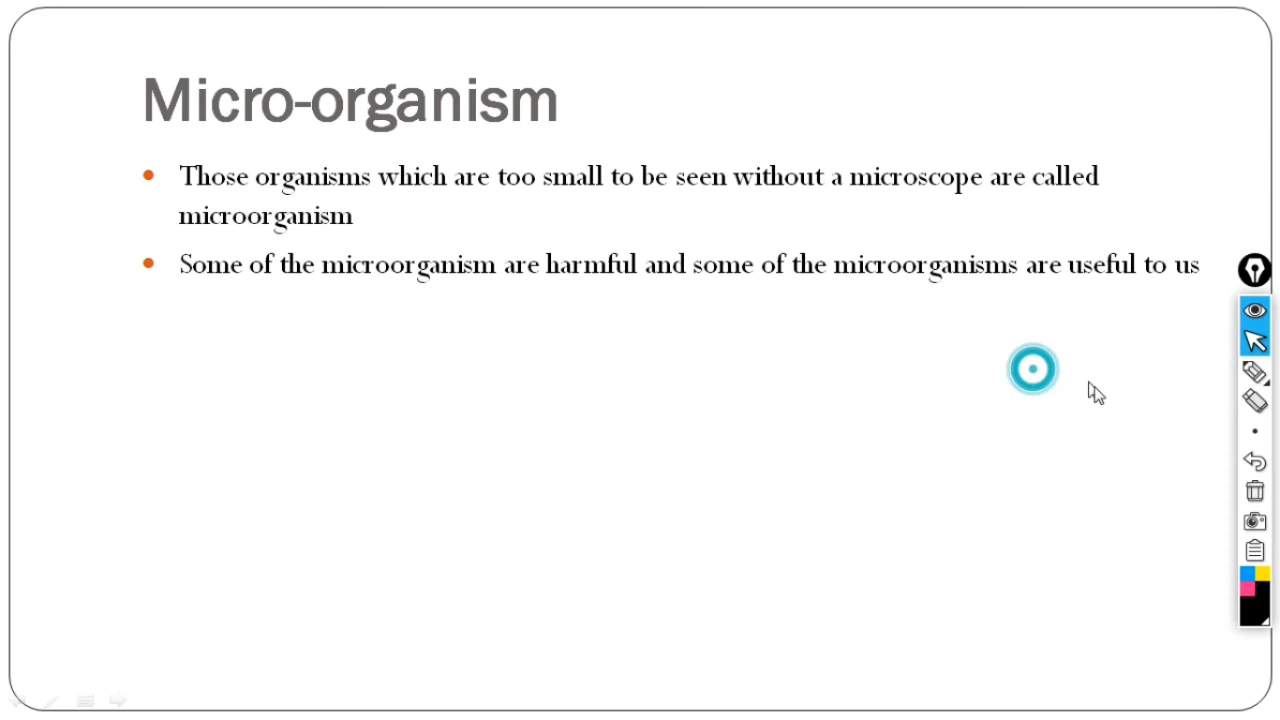 Micro-organism
Those organisms which are too small to be seen without a microscope are called
microorganism
Some of the microorganism are harmful and some of the microorganisms are useful to us